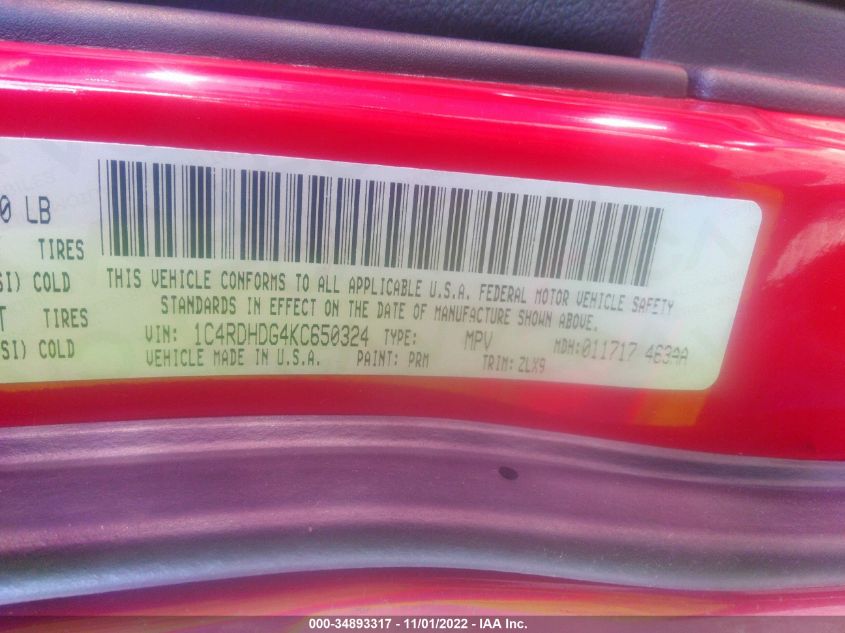 0 LB
TIRES
SI) COLD
T TIRES
SI) COLD
THIS VEHICLE CONFORMS TO ALL APPLICABLE U.S.A. FEDERAL MOTOR VEHICLE SAFETY
STANDARDS IN EFFECT ON THE DATE OF MANUFACTURE SHOWN ABOVE.
VIN: 1C4RDHDG4KC650324 TYPE: MPV MDH: 011717 463AA
VEHICLE MADE IN U.S.A. PAINT: PRM TRIM: ZLX9
000-34893317 - 11/01/2022 - IAA Inc.